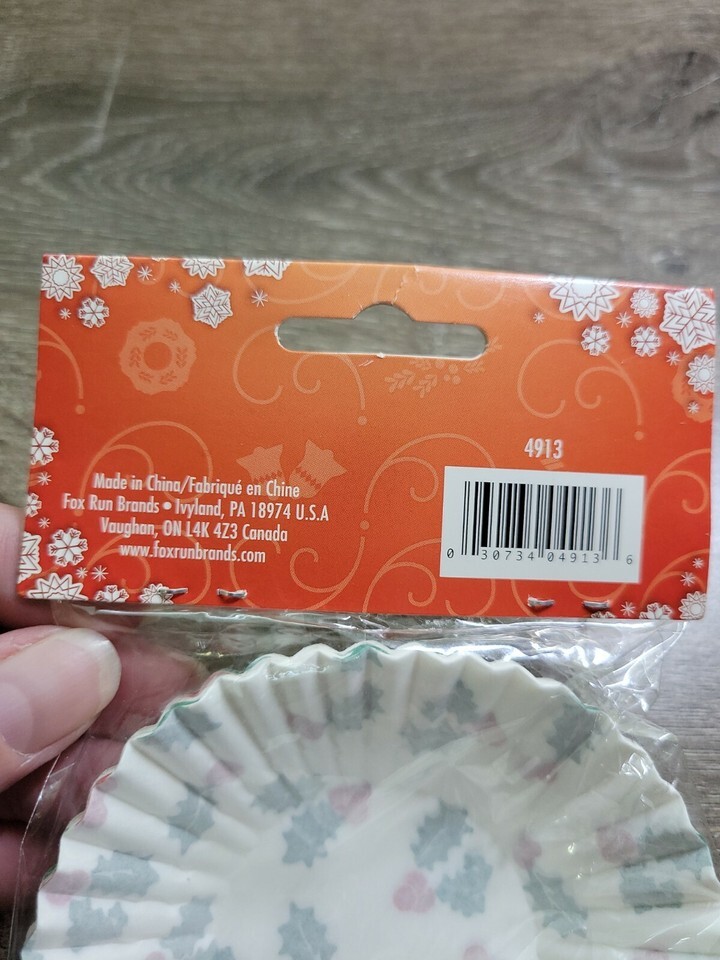 4913
Made in China/Fabriqué en Chine
Fox Run Brands • Ivyland, PA 18974 U.S.A
Vaughan, ON L4K 4Z3 Canada
www.foxrunbrands.com
0 30734 04913 6